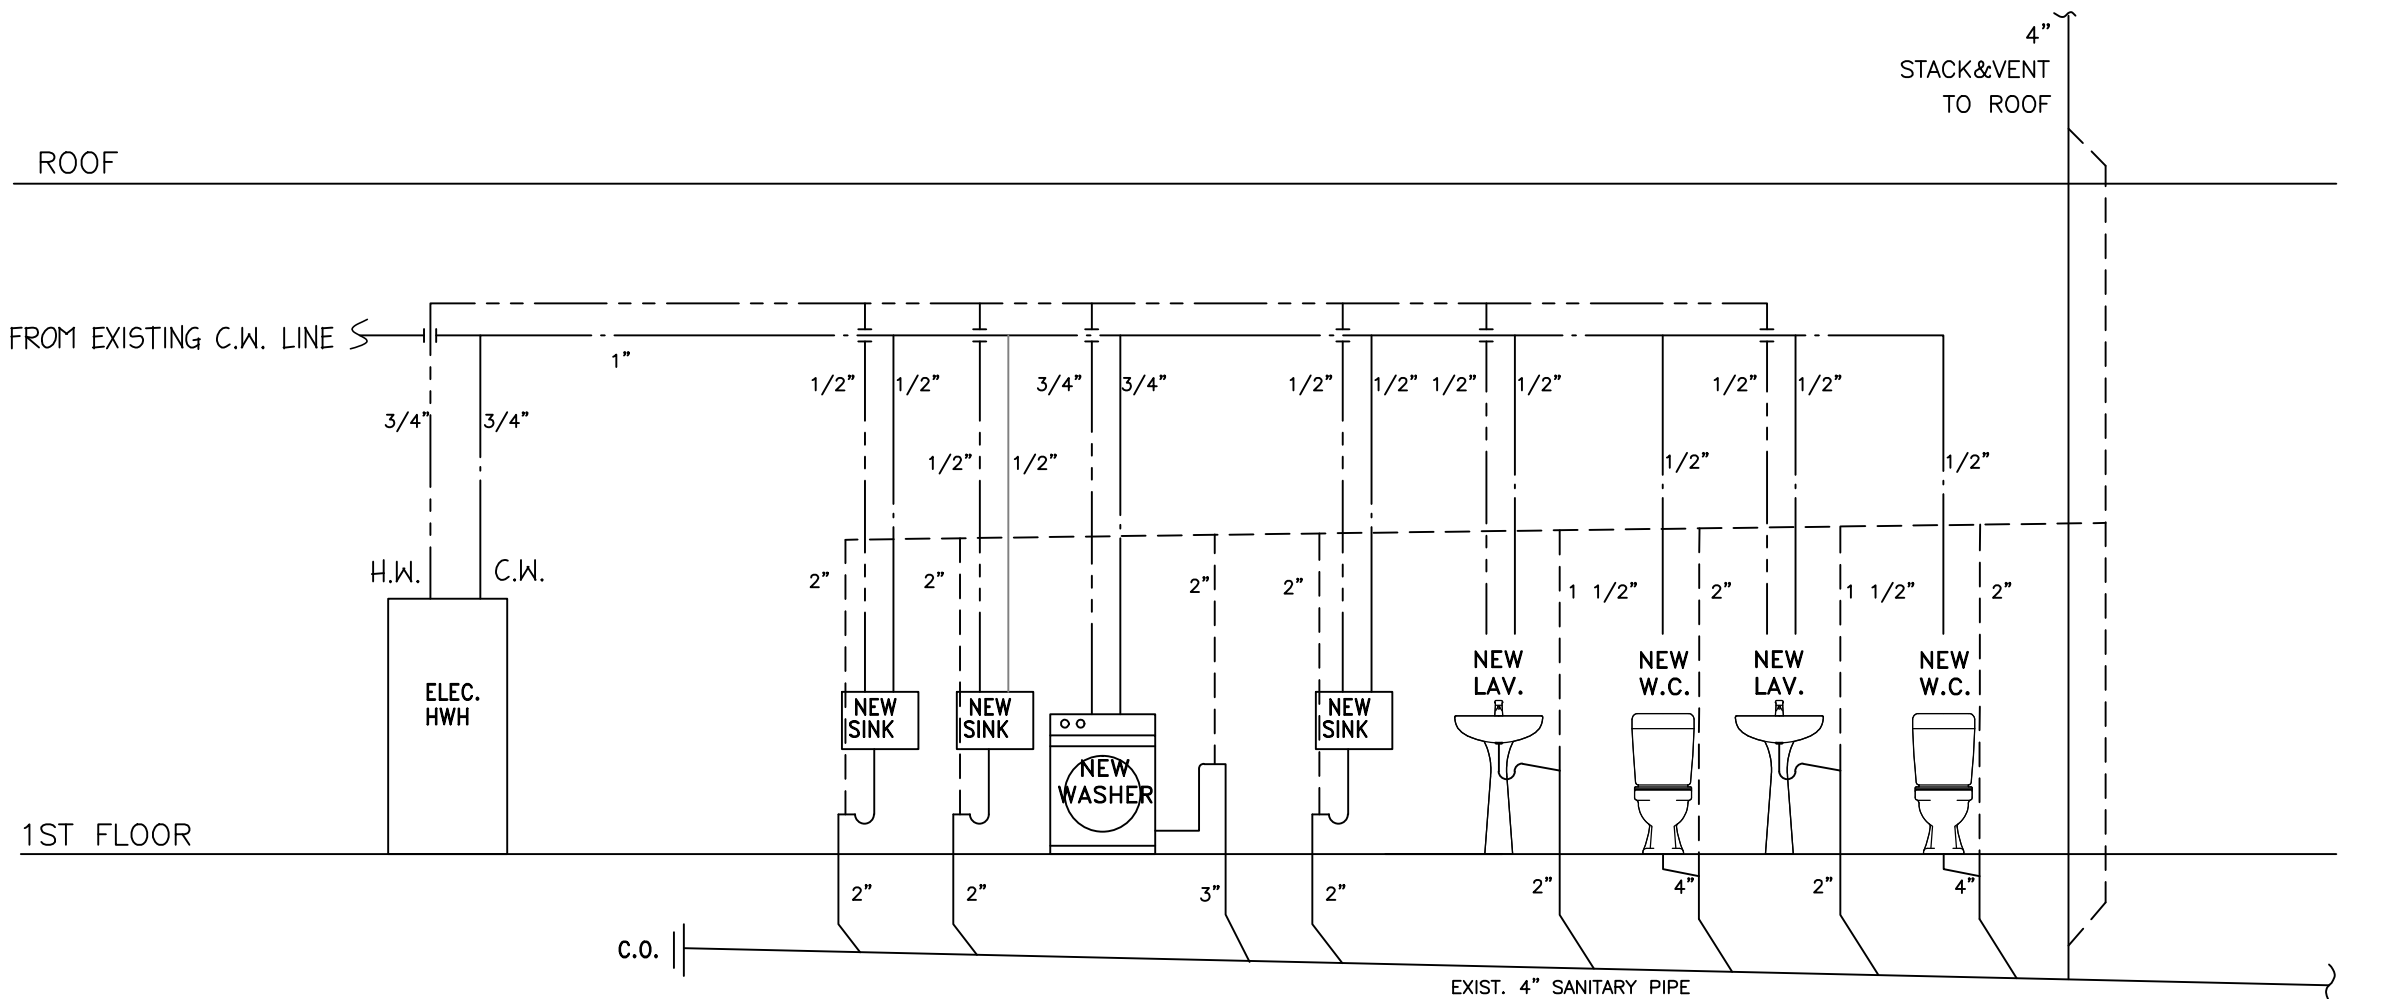 4”
STACK&VENT
TO ROOF
ROOF
FROM EXISTING C.W. LINE
1”
1/2” 1/2” 3/4” 3/4” 1/2” 1/2” 1/2” 1/2” 1/2” 1/2”
3/4” 3/4”
1/2” 1/2” 1/2” 1/2”
H.W. C.W.
2” 2” 2” 2” 1 1/2” 2” 1 1/2” 2”
NEW
LAV.
NEW
W.C.
NEW
LAV.
NEW
W.C.
ELEC.
HWH
NEW
SINK
NEW
SINK
NEW
WASHER
NEW
SINK
1ST FLOOR
2” 2” 3” 2” 2” 4” 2” 4”
C.O.
EXIST. 4” SANITARY PIPE